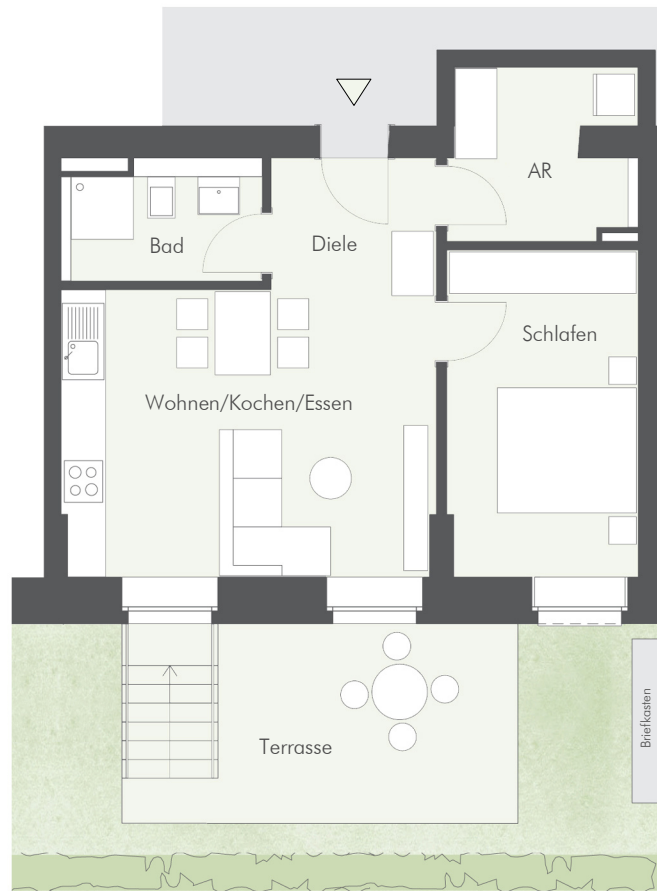 AR
Bad
Diele
Schlafen
Wohnen/Kochen/Essen
Briefkasten
Terrasse